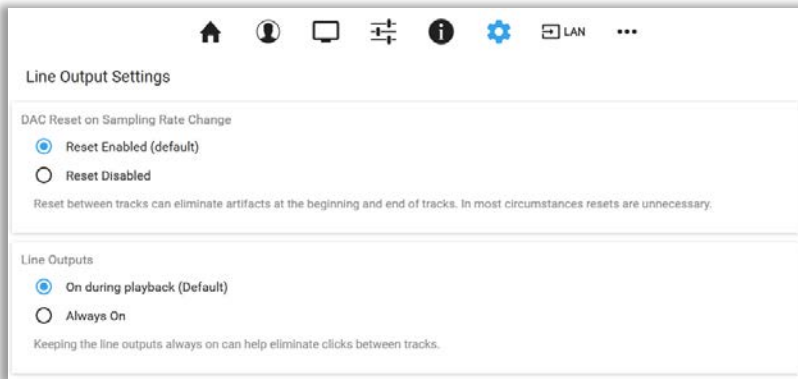 LAN
Line Output Settings
DAC Reset on Sampling Rate Change
Reset Enabled (default)
Reset Disabled
Reset between tracks can eliminate artifacts at the beginning and end of tracks. In most circumstances resets are unnecessary.
Line Outputs
On during playback (Default)
Always On
Keeping the line outputs always on can help eliminate clicks between tracks.